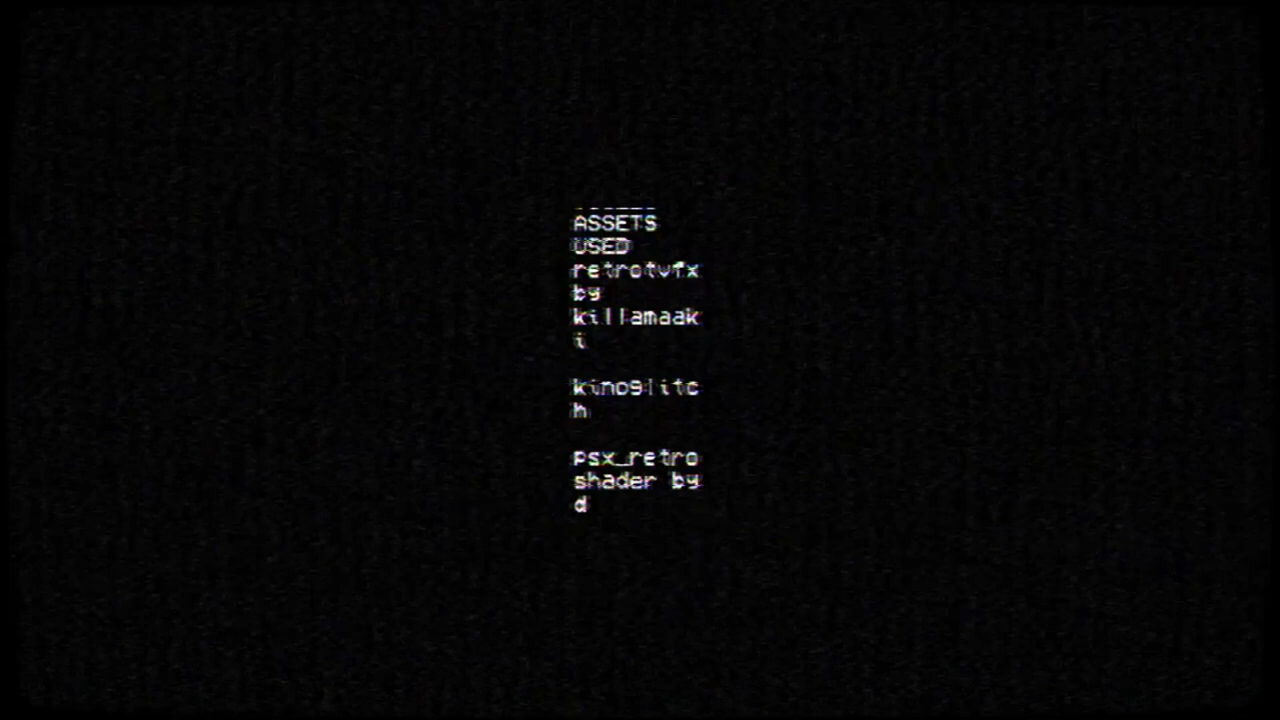 ASSETS
USED
retrotvfx
by
killamaak
i
kinoglitc
h
psx_retro
shader by
d